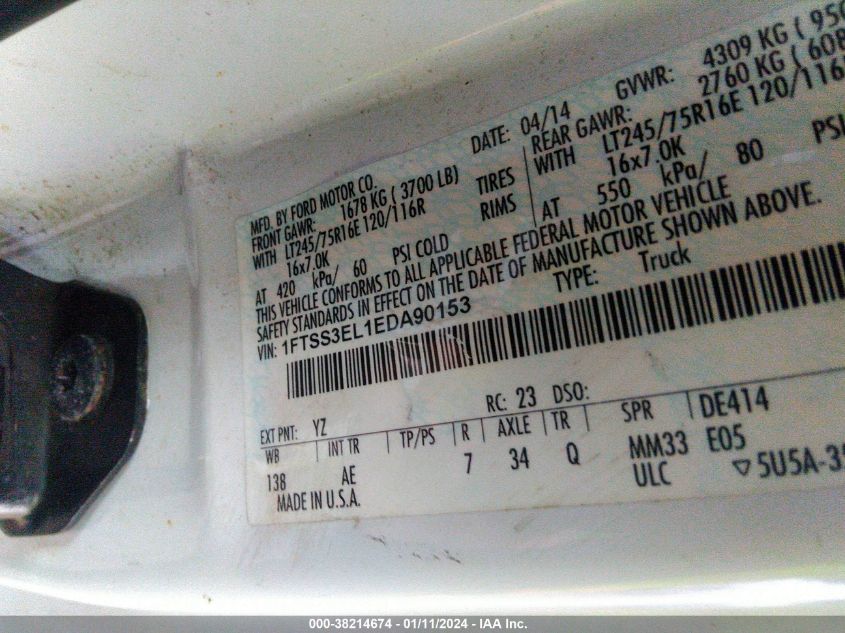 MFD. BY FORD MOTOR CO. DATE: 04/14 GVWR: 4309 KG ( 950
FRONT GAWR: 1678 KG ( 3700 LB) REAR GAWR: 2760 KG ( 608
WITH LT245/75R16E 120/116R TIRES WITH LT245/75R16E 120/116
16x7.0K RIMS 16x7.0K
AT 420 kPa/ 60 PSI COLD AT 550 kPa/ 80 PSI
THIS VEHICLE CONFORMS TO ALL APPLICABLE FEDERAL MOTOR VEHICLE
SAFETY STANDARDS IN EFFECT ON THE DATE OF MANUFACTURE SHOWN ABOVE.
VIN: 1FTSS3EL1EDA90153 TYPE: Truck
EXT PNT: YZ RC: 23 DSO:
WB INT TR TP/PS R AXLE TR SPR DE414
138 AE 7 34 Q MM33 E05
MADE IN U.S.A. ULC ▽5U5A-3
000-38214674 - 01/11/2024 - IAA Inc.